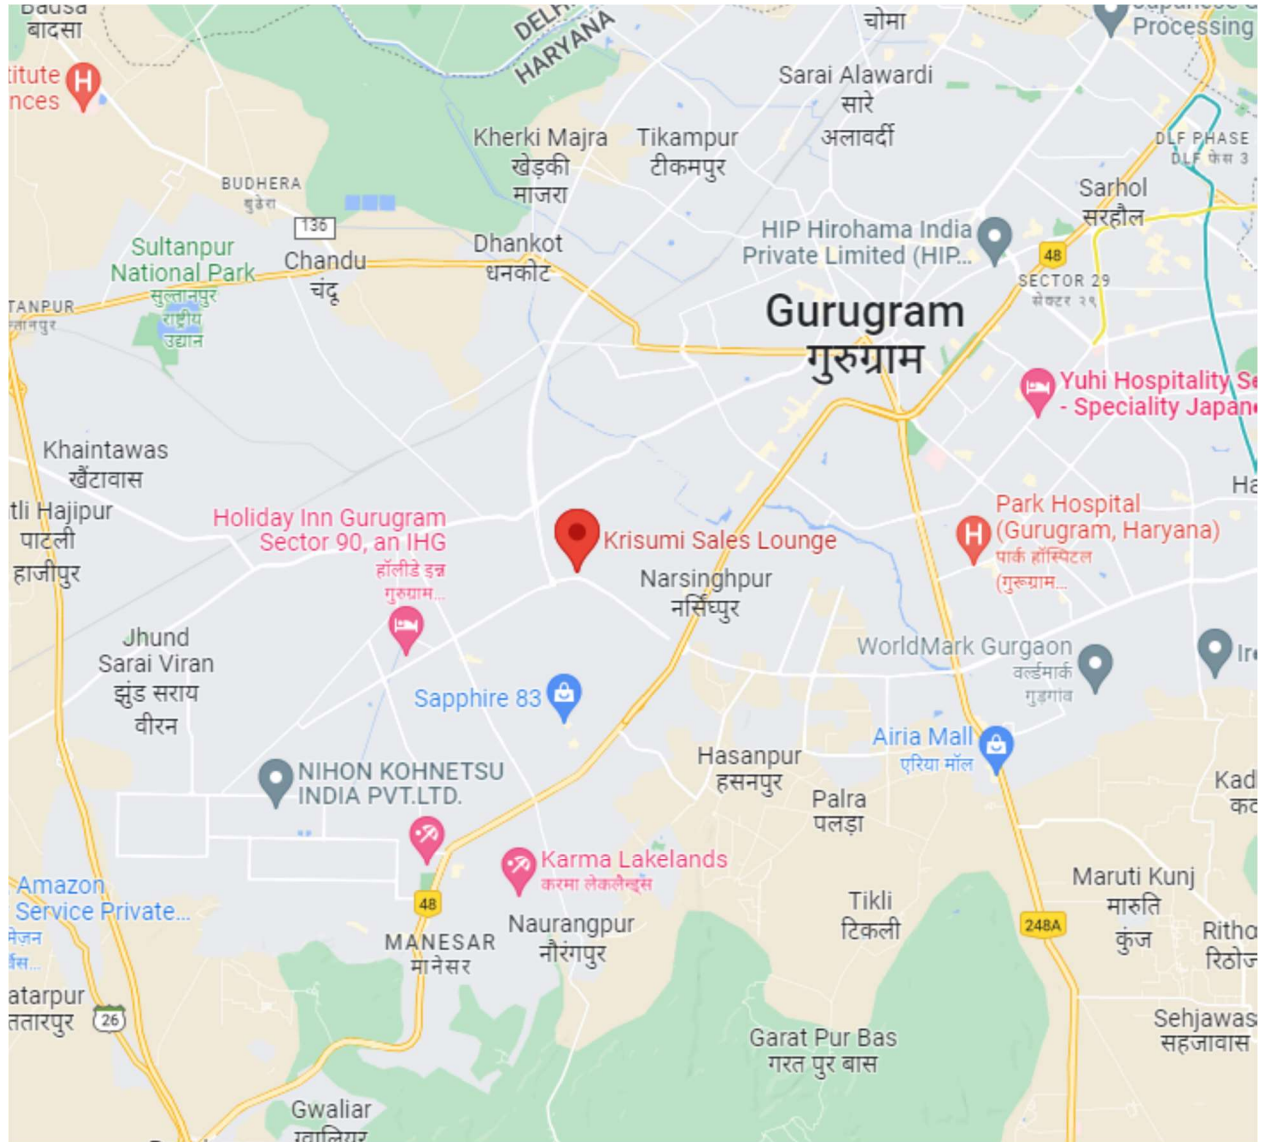 बादसा
DELHI
HARYANA
चोमा
Processing
titute
nces
Sarai Alawardi
सारे
अलावर्दी
Kherki Majra
खेड़की
माजरा
Tikampur
टीकमपुर
DLF PHASE
DLF फेस 3
BUDHERA
बुढेरा
Sarhol
सरहौल
136
Sultanpur
National Park
सुल्तानपुर
राष्ट्रीय
उद्यान
Chandu
चंदू
Dhankot
धनकोट
HIP Hirohama India
Private Limited (HIP...
48
SECTOR 29
सेक्टर २९
TANPUR
Gurugram
गुरुग्राम
Yuhi Hospitality Se
- Speciality Japan
Khaintawas
खैंटावास
tli Hajipur
पाटली
हाजीपुर
Ha
Holiday Inn Gurugram
Sector 90, an IHG
हॉलीडे इन्न
गुरुग्राम...
Krisumi Sales Lounge
Park Hospital
(Gurugram, Haryana)
पार्क हॉस्पिटल
(गुरूग्राम...
Narsinghpur
नर्सिंघ्पुर
Jhund
Sarai Viran
झुंड सराय
वीरन
WorldMark Gurgaon
वर्ल्डमार्क
गुड़गांव
Ir
Sapphire 83
Airia Mall
एरिया मॉल
Hasanpur
हसनपुर
NIHON KOHNETSU
INDIA PVT.LTD.
Palra
पलड़ा
Kad
Karma Lakelands
करमा लेकलैन्ड्स
Amazon
Service Private...
48
Naurangpur
नौरंगपुर
MANESAR
मानेसर
Tikli
टिकली
Maruti Kunj
मारुति
कुंज
248A
Ritho
रिठोज
atarpur
ततारपुर
26
Garat Pur Bas
गरत पुर बास
Sehjawas
सहजावास
Gwaliar
ग्वालियर